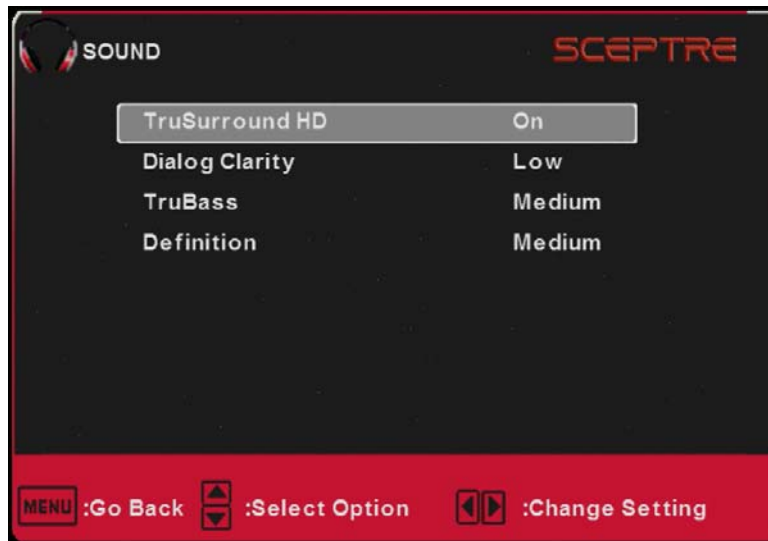 SOUND SCEPTRE
TruSurround HD On
Dialog Clarity Low
TruBass Medium
Definition Medium
MENU :Go Back :Select Option :Change Setting